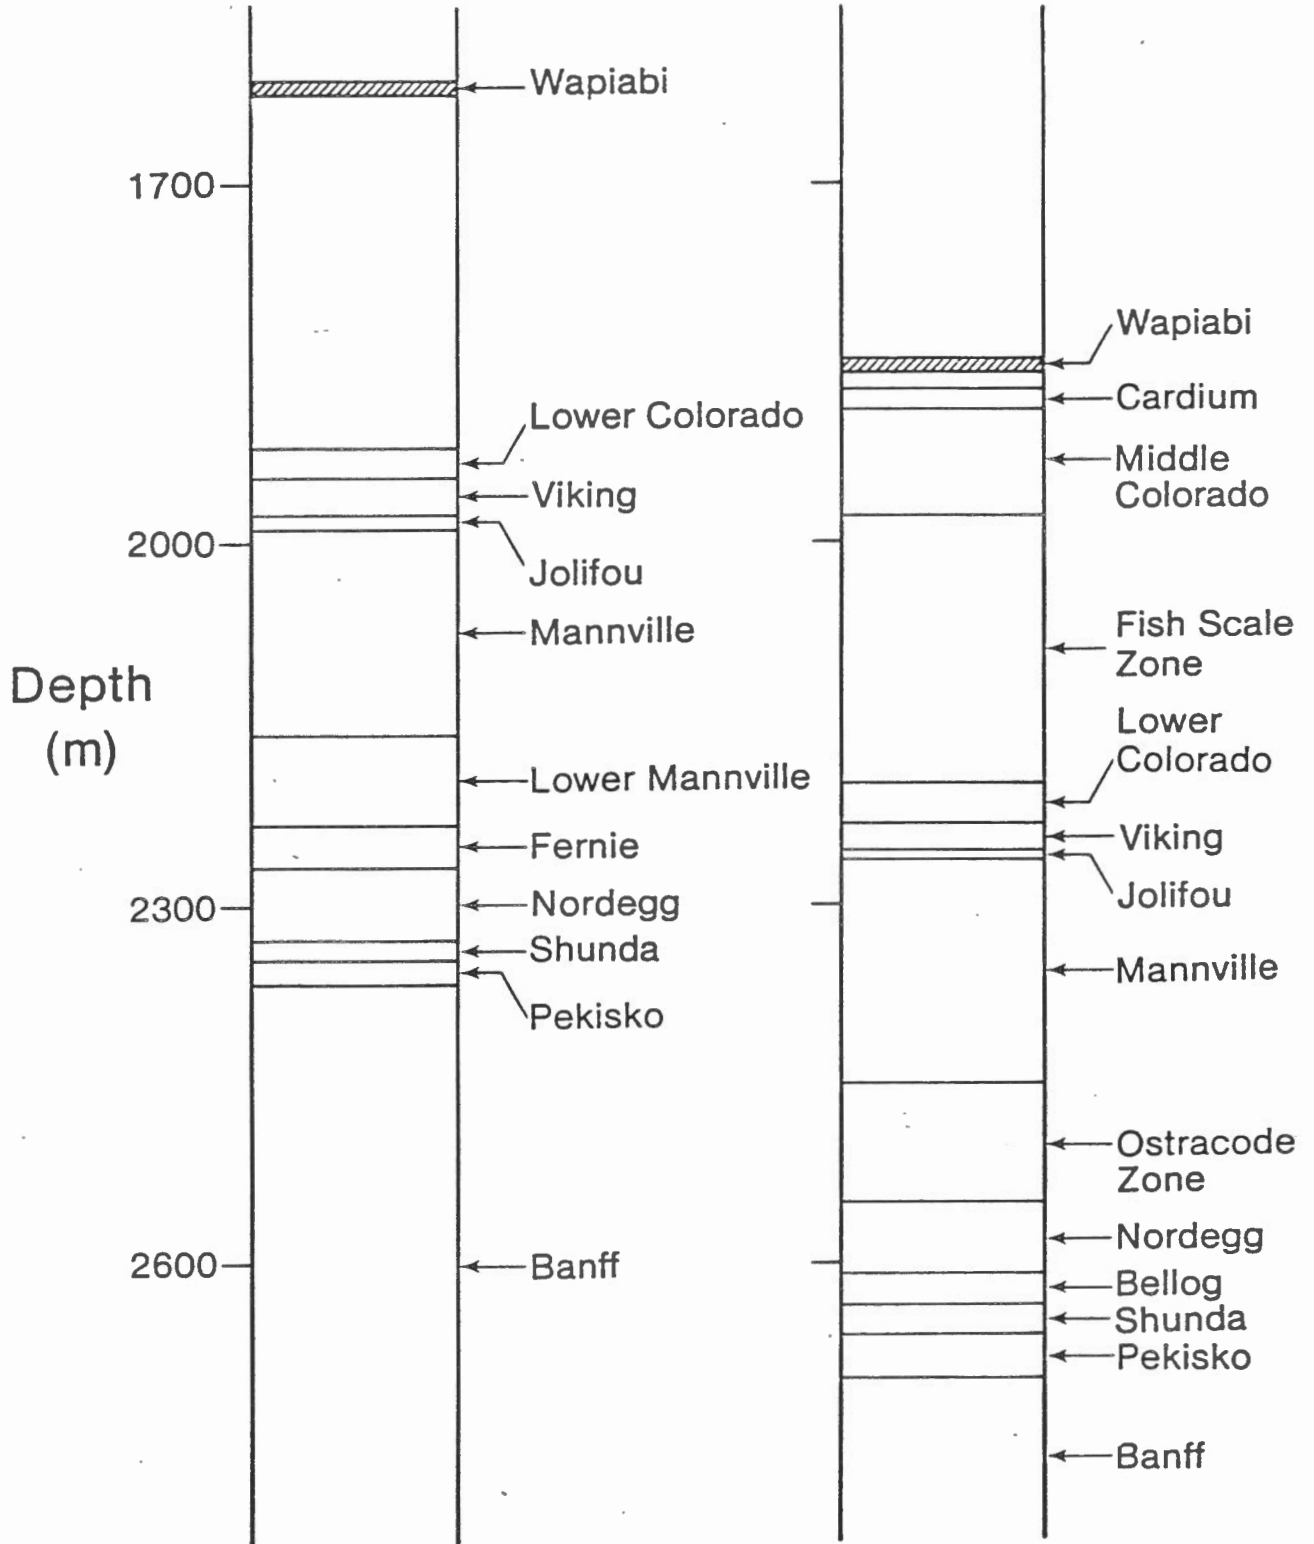 Wapiabi
1700
Lower Colorado
Viking
2000
Jolifou
Mannville
Depth
(m)
Lower Mannville
Fernie
2300
Nordegg
Shunda
Pekisko
2600
Banff
Wapiabi
Cardium
Middle
Colorado
Fish Scale
Zone
Lower
Colorado
Viking
Jolifou
Mannville
Ostracode
Zone
Nordegg
Bellog
Shunda
Pekisko
Banff